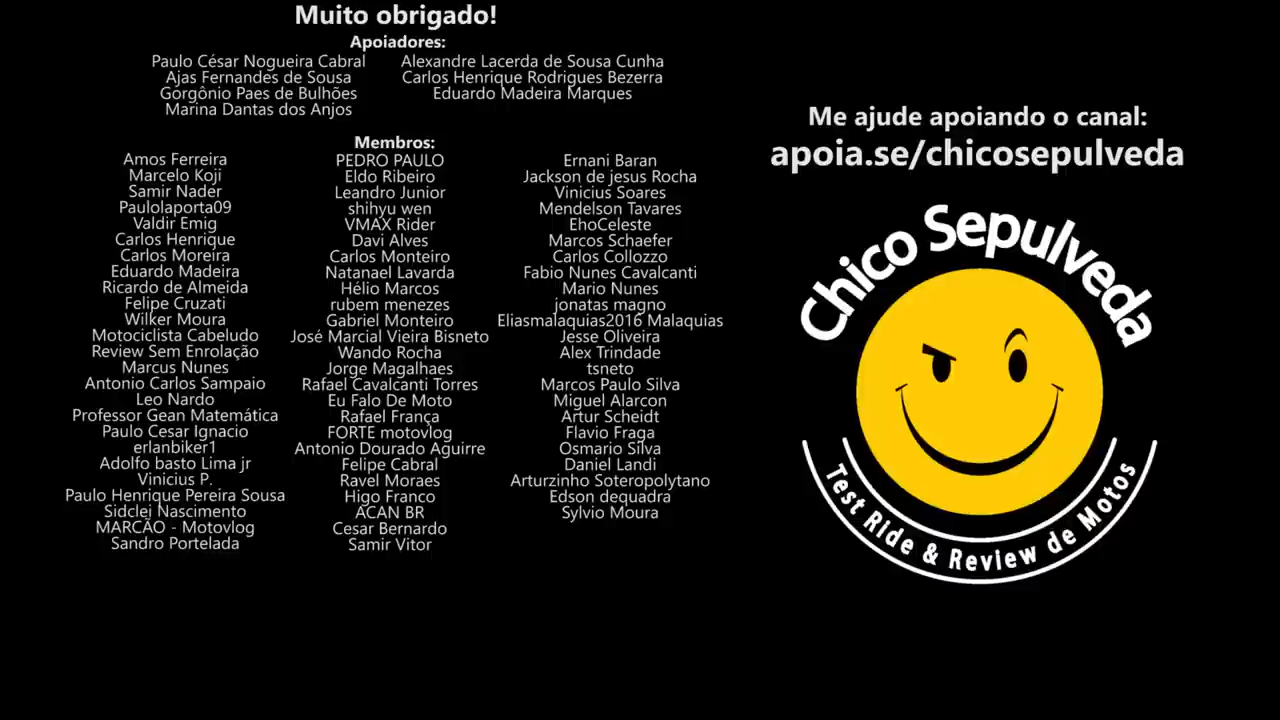 Muito obrigado!
Apoiadores:
Paulo César Nogueira Cabral
Ajas Fernandes de Sousa
Gorgônio Paes de Bulhões
Marina Dantas dos Anjos
Alexandre Lacerda de Sousa Cunha
Carlos Henrique Rodrigues Bezerra
Eduardo Madeira Marques
Membros:
Amos Ferreira
Marcelo Koji
Samir Nader
Paulolaporta09
Valdir Emig
Carlos Henrique
Carlos Moreira
Eduardo Madeira
Ricardo de Almeida
Felipe Cruzati
Wilker Moura
Motociclista Cabeludo
Review Sem Enrolação
Marcus Nunes
Antonio Carlos Sampaio
Leo Nardo
Professor Gean Matemática
Paulo Cesar Ignacio
erlanbiker1
Adolfo basto Lima jr
Vinicius P.
Paulo Henrique Pereira Sousa
Sidclei Nascimento
MARCÃO - Motovlog
Sandro Portelada
PEDRO PAULO
Eldo Ribeiro
Leandro Junior
shihyu wen
VMAX Rider
Davi Alves
Carlos Monteiro
Natanael Lavarda
Hélio Marcos
rubem menezes
Gabriel Monteiro
José Marcial Vieira Bisneto
Wando Rocha
Jorge Magalhaes
Rafael Cavalcanti Torres
Eu Falo De Moto
Rafael França
FORTE motovlog
Antonio Dourado Aguirre
Felipe Cabral
Ravel Moraes
Higo Franco
ACAN BR
Cesar Bernardo
Samir Vitor
Ernani Baran
Jackson de jesus Rocha
Vinicius Soares
Mendelson Tavares
EhoCeleste
Marcos Schaefer
Carlos Collozzo
Fabio Nunes Cavalcanti
Mario Nunes
jonatas magno
Eliasmalaquias2016 Malaquias
Jesse Oliveira
Alex Trindade
tsneto
Marcos Paulo Silva
Miguel Alarcon
Artur Scheidt
Flavio Fraga
Osmario Silva
Daniel Landi
Arturzinho Soteropolytano
Edson dequadra
Sylvio Moura
Me ajude apoiando o canal:
apoia.se/chicosepulveda
Chico Sepulveda
Test Ride & Review de Motos